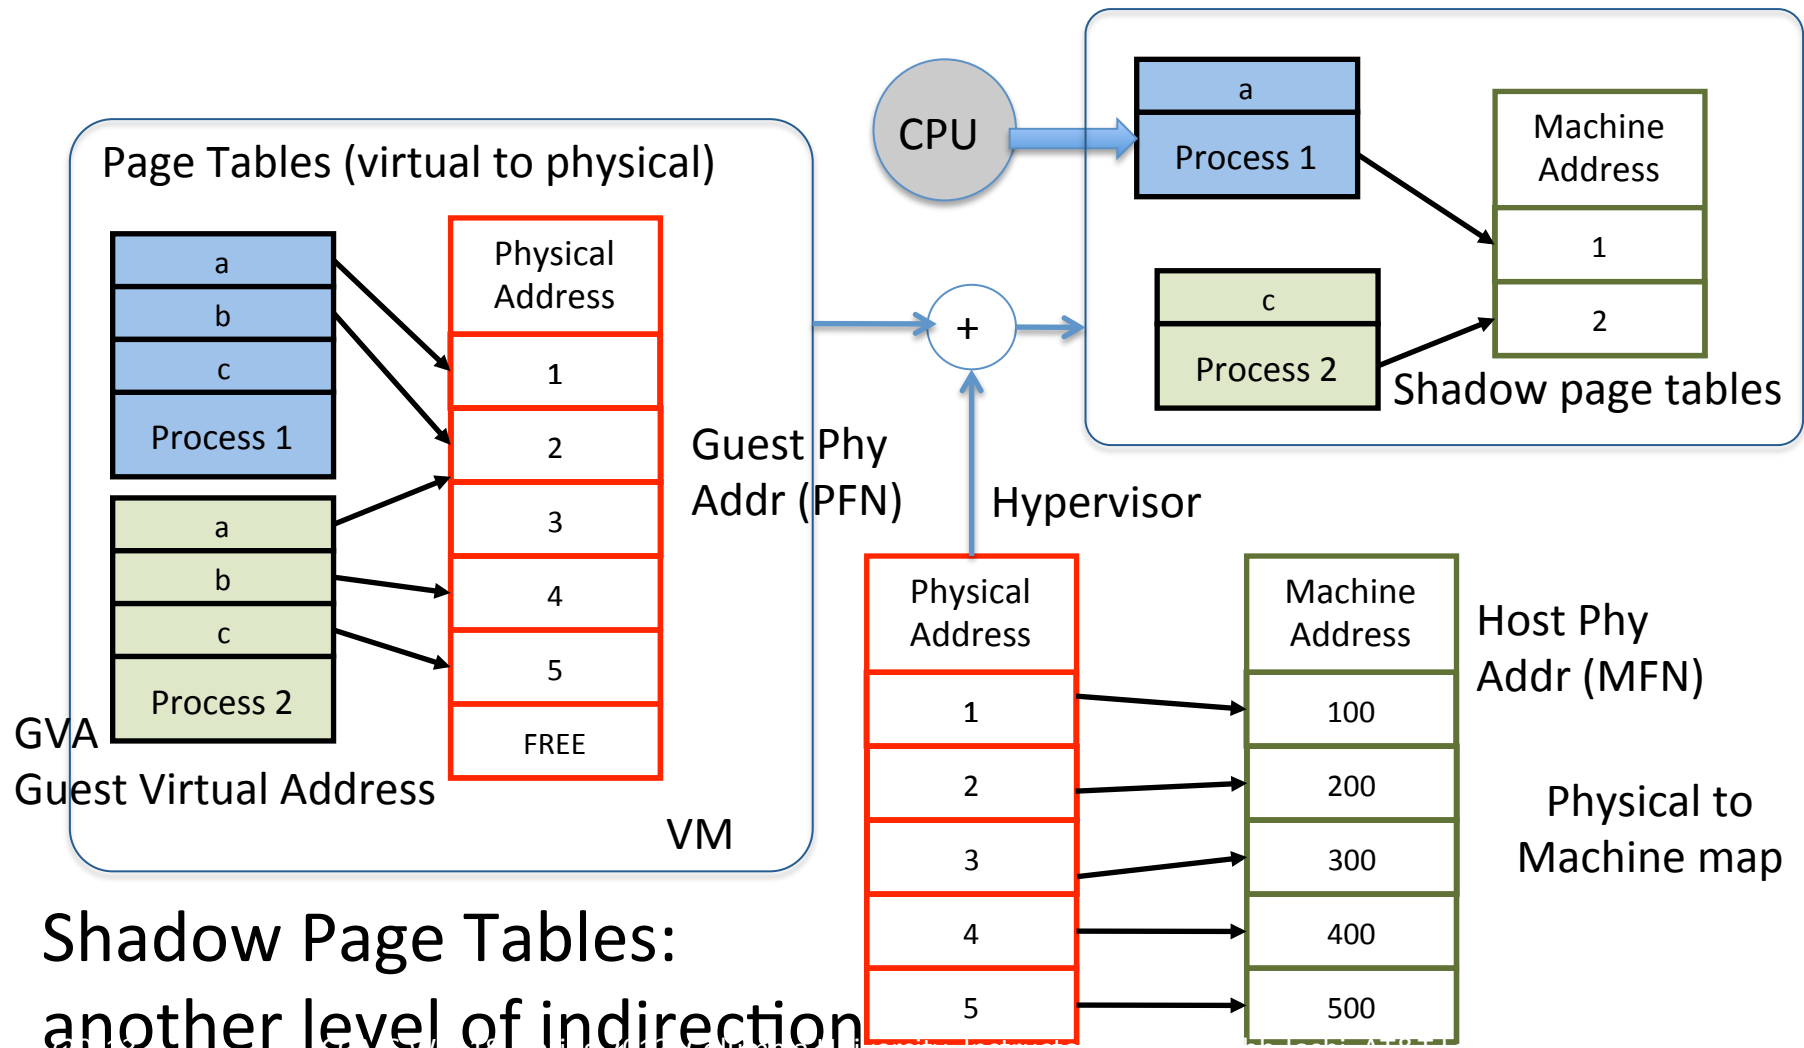 Page Tables (virtual to physical)
a
b
c
Process 1
a
b
c
Process 2
GVA
Guest Virtual Address
Physical
Address
1
2
3
4
5
FREE
VM
Guest Phy
Addr (PFN)
CPU
+
Hypervisor
a
Process 1
c
Process 2
Machine
Address
1
2
Shadow page tables
Physical
Address
1
2
3
4
5
Machine
Address
100
200
300
400
500
Host Phy
Addr (MFN)
Physical to
Machine map
Shadow Page Tables:
another level of indirection